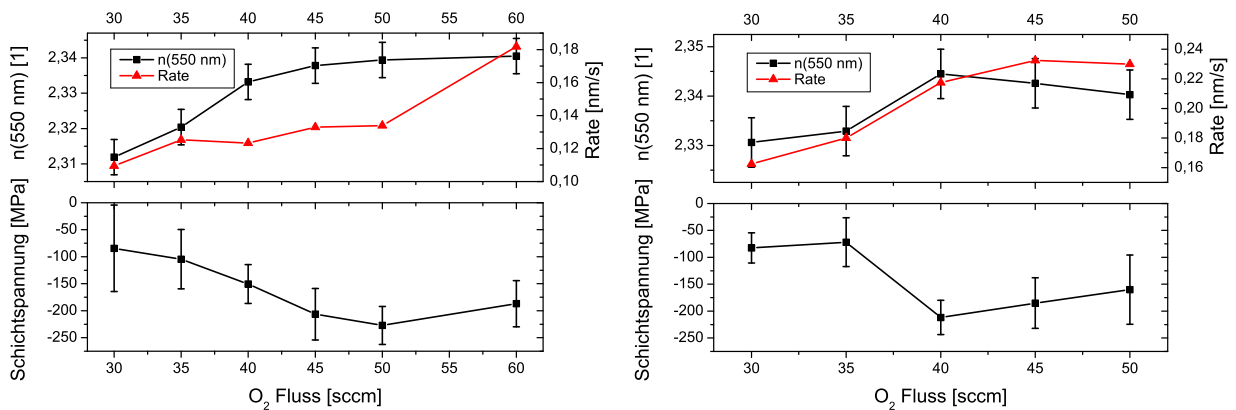 30 35 40 45 50 55 60
n(550 nm) [1]
2,34
2,33
2,32
2,31
n(550 nm)
Rate
0,18
0,16
0,14
0,12
0,10
Rate [nm/s]
Schichtspannung [MPa]
0
-50
-100
-150
-200
-250
30 35 40 45 50 55 60
O₂ Fluss [sccm]
30 35 40 45 50
n(550 nm) [1]
2,35
2,34
2,33
n(550 nm)
Rate
0,24
0,22
0,20
0,18
0,16
Rate [nm/s]
Schichtspannung [MPa]
0
-50
-100
-150
-200
-250
30 35 40 45 50
O₂ Fluss [sccm]